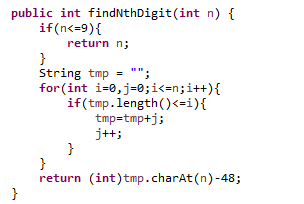 public int findNthDigit(int n) {
    if(n<=9){
        return n;
    }
    String tmp = "";
    for(int i=0,j=0;i<=n;i++){
        if(tmp.length()<=i){
            tmp=tmp+j;
            j++;
        }
    }
    return (int)tmp.charAt(n)-48;
}